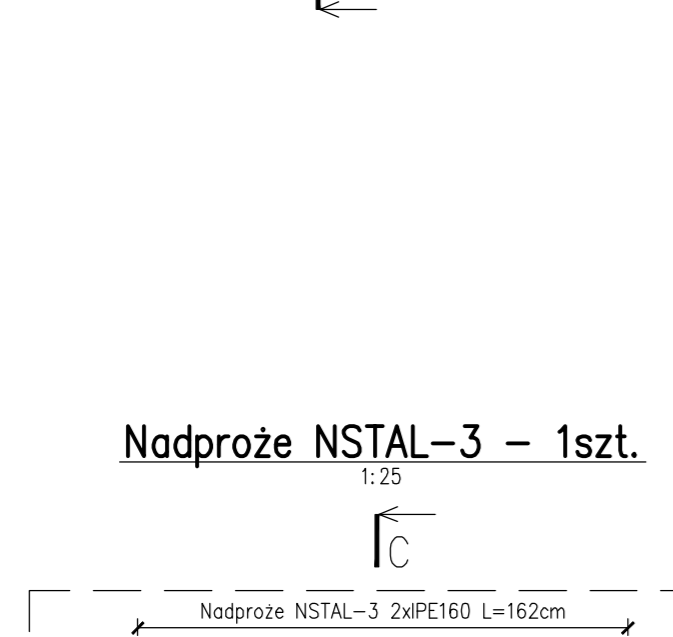 Nadproże NSTAL-3 - 1szt.
1:25
C
Nadproże NSTAL-3 2xIPE160 L=162cm